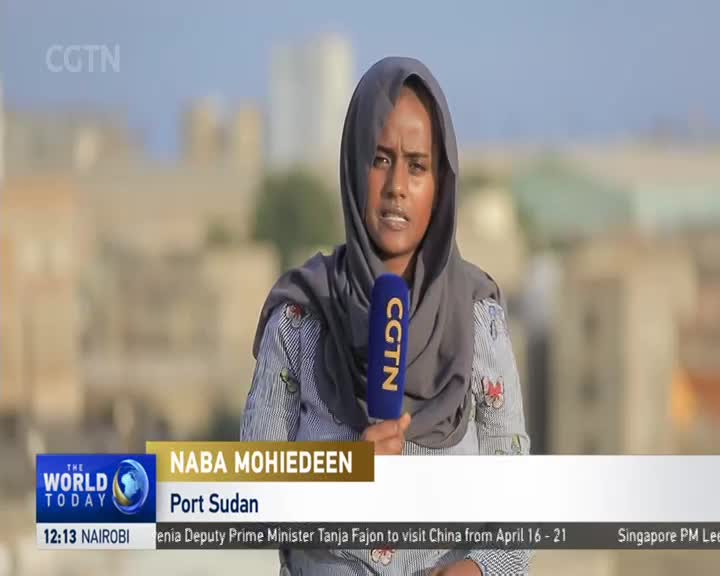 CGTN
CGTN
NABA MOHIEDEEN
THE
WORLD
TODAY
Port Sudan
12:13 NAIROBI
venia Deputy Prime Minister Tanja Fajon to visit China from April 16 - 21 Singapore PM Lee